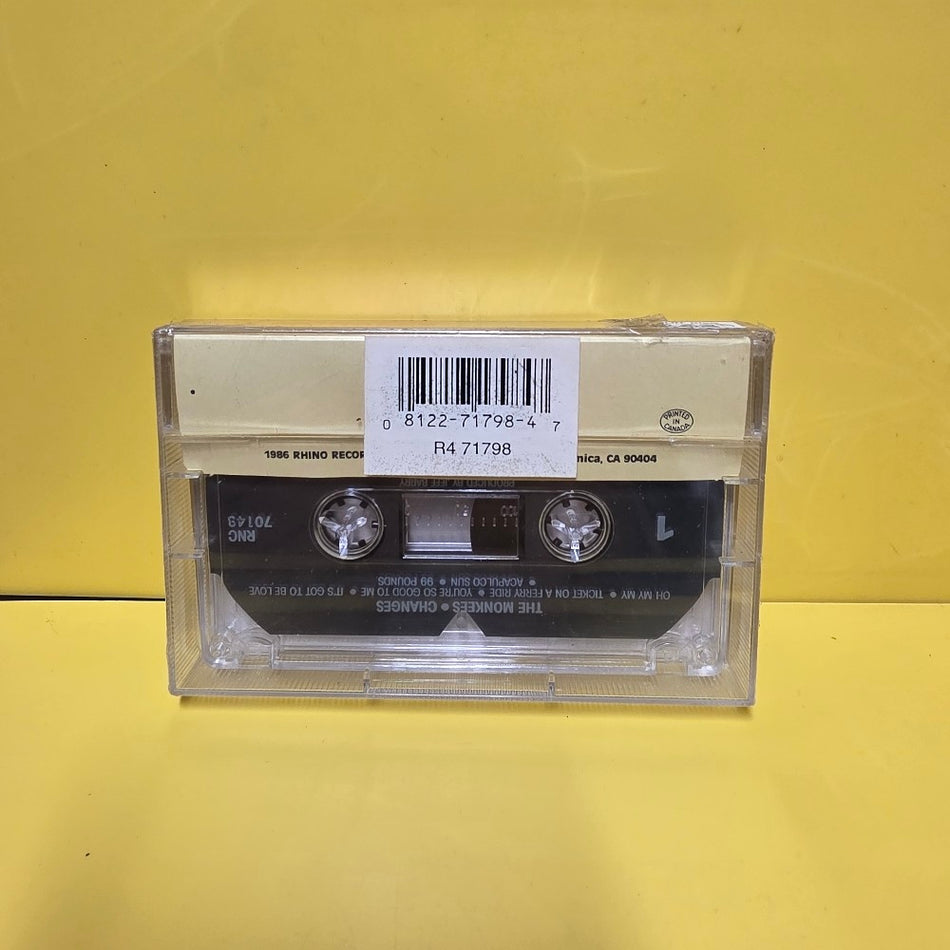 0 8122-71798-4 7
R4 71798
PRINTED
IN
CANADA
1986 RHINO RECOR nica, CA 90404
THE MONKEES • CHANGES
OH MY MY • TICKET ON A FERRY RIDE • YOU'RE SO GOOD TO ME • IT'S GOT TO BE LOVE
• ACAPULCO SUN • 99 POUNDS
1
RNC
70149
100
PRODUCED BY JEFF BARRY